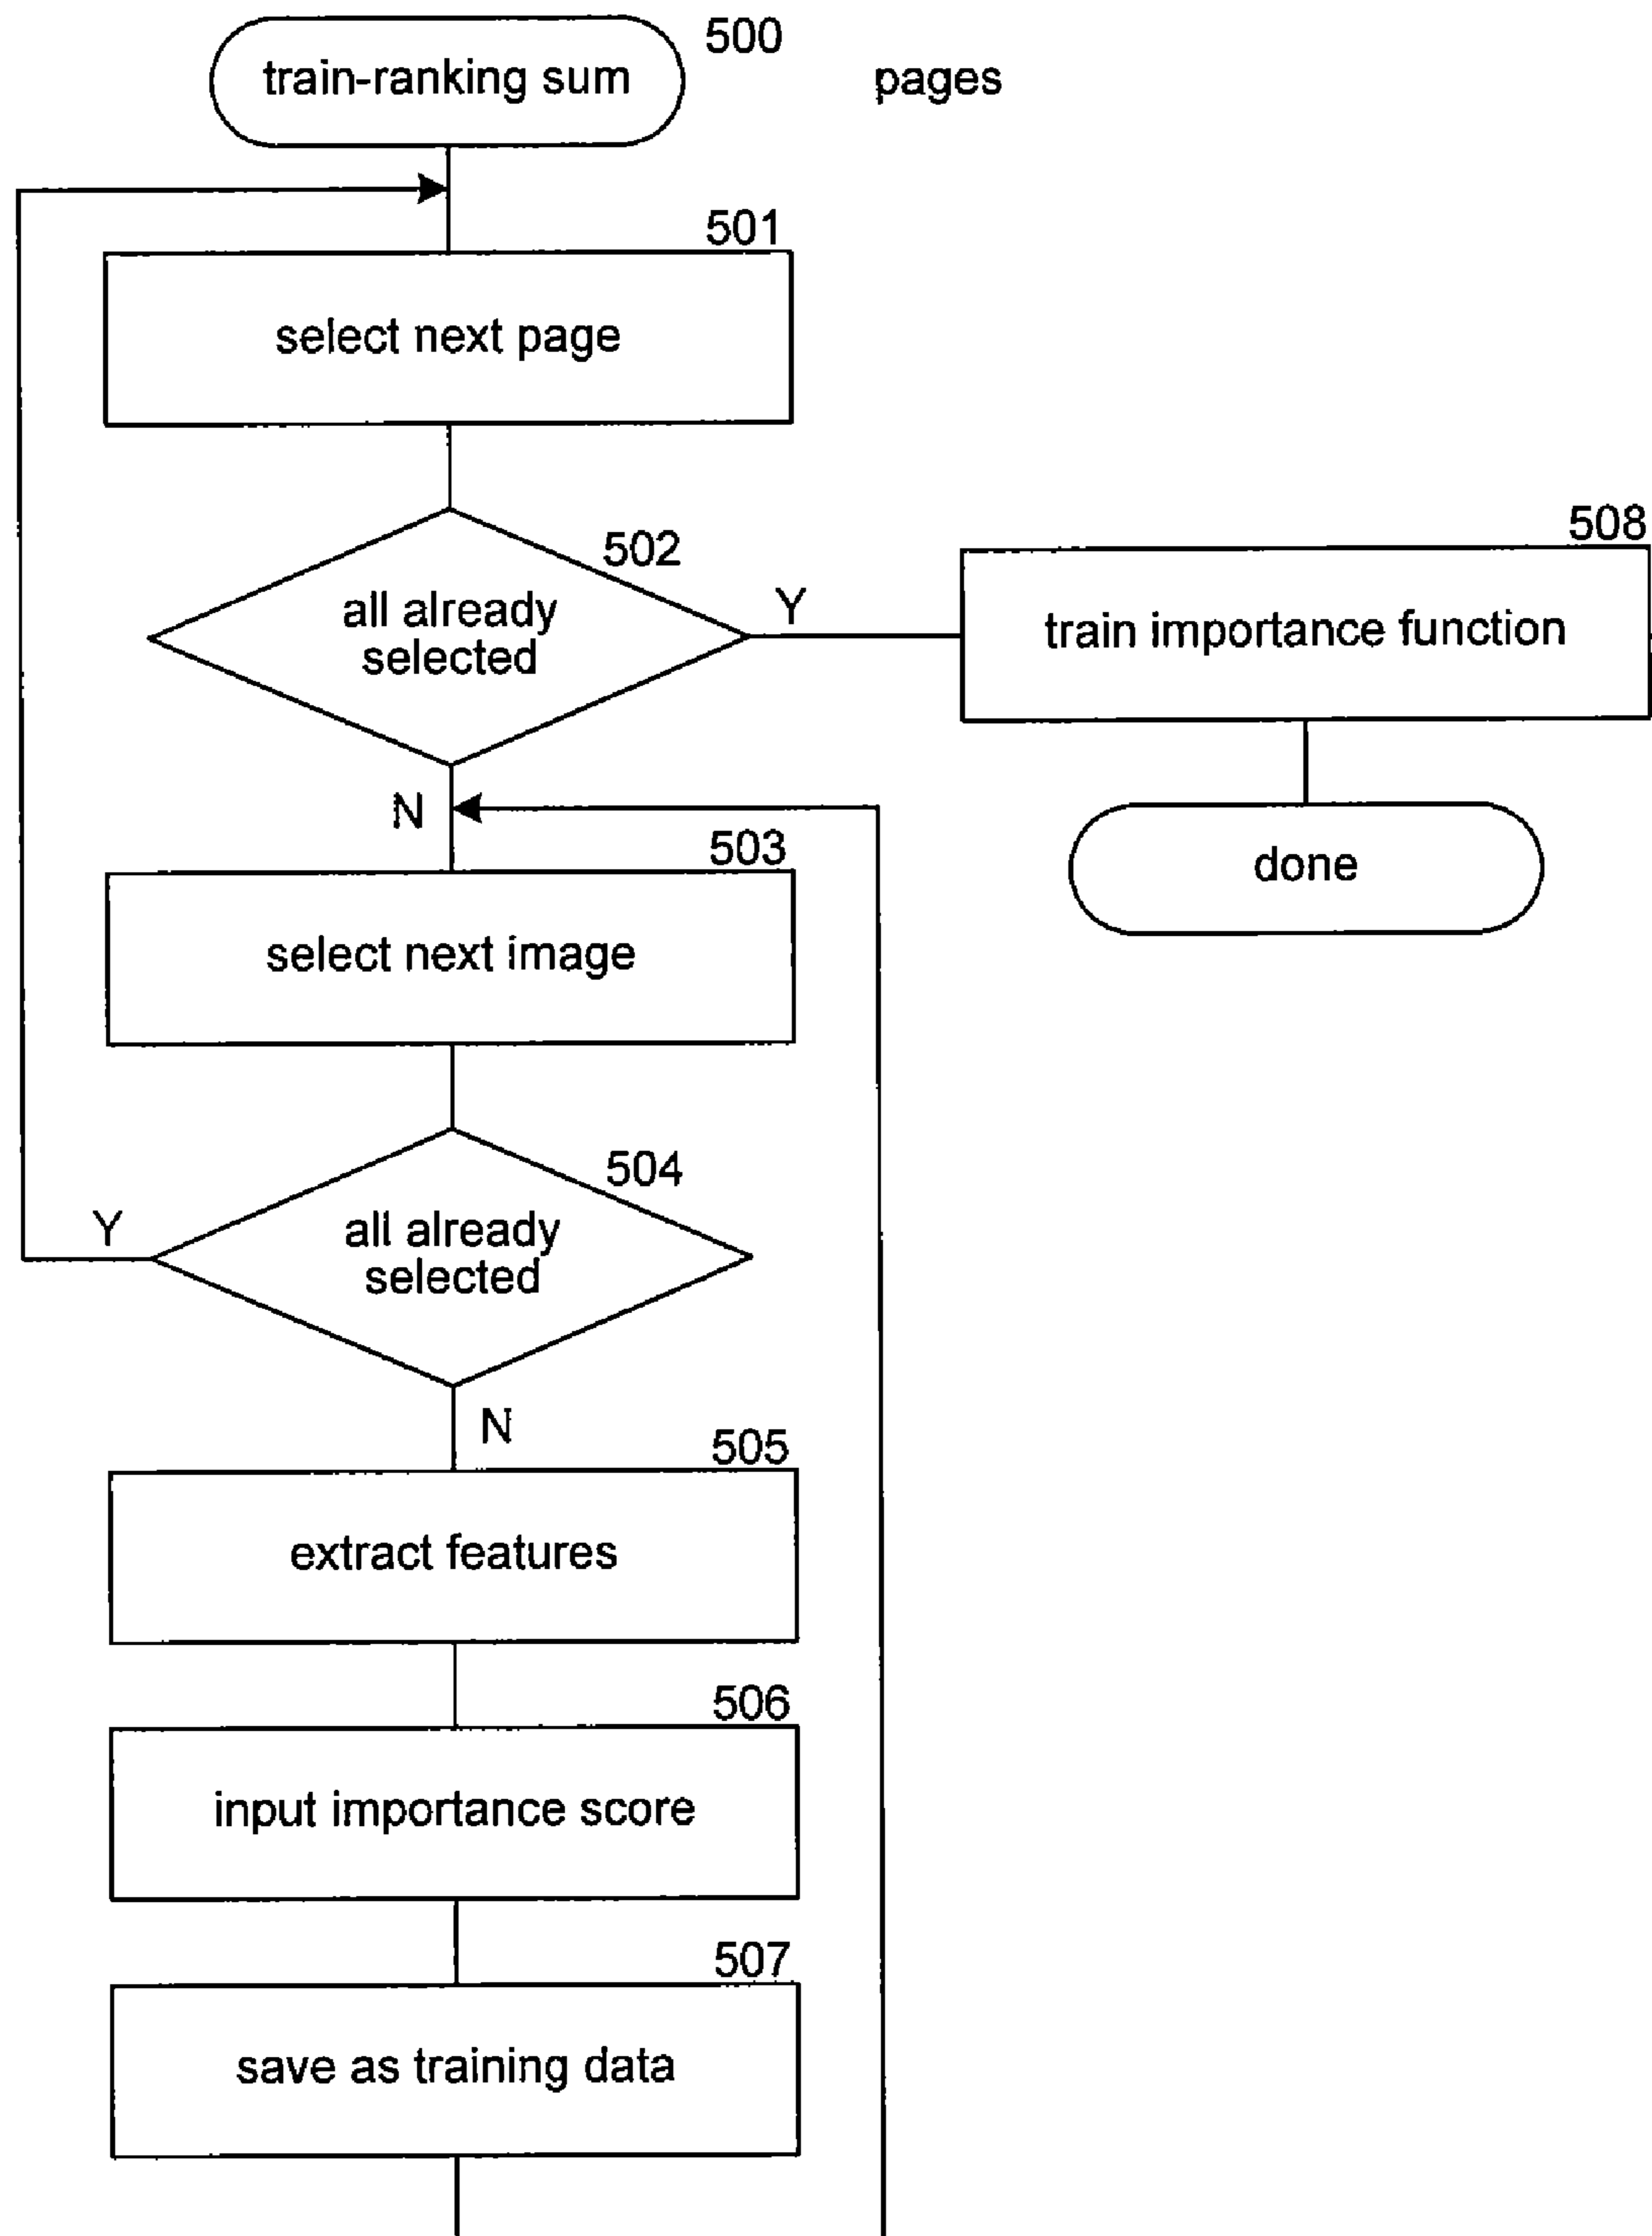 500
train-ranking sum
pages
501
select next page
502
all already
selected
Y
508
train importance function
N
done
503
select next image
504
all already
selected
Y
N
505
extract features
506
input importance score
507
save as training data